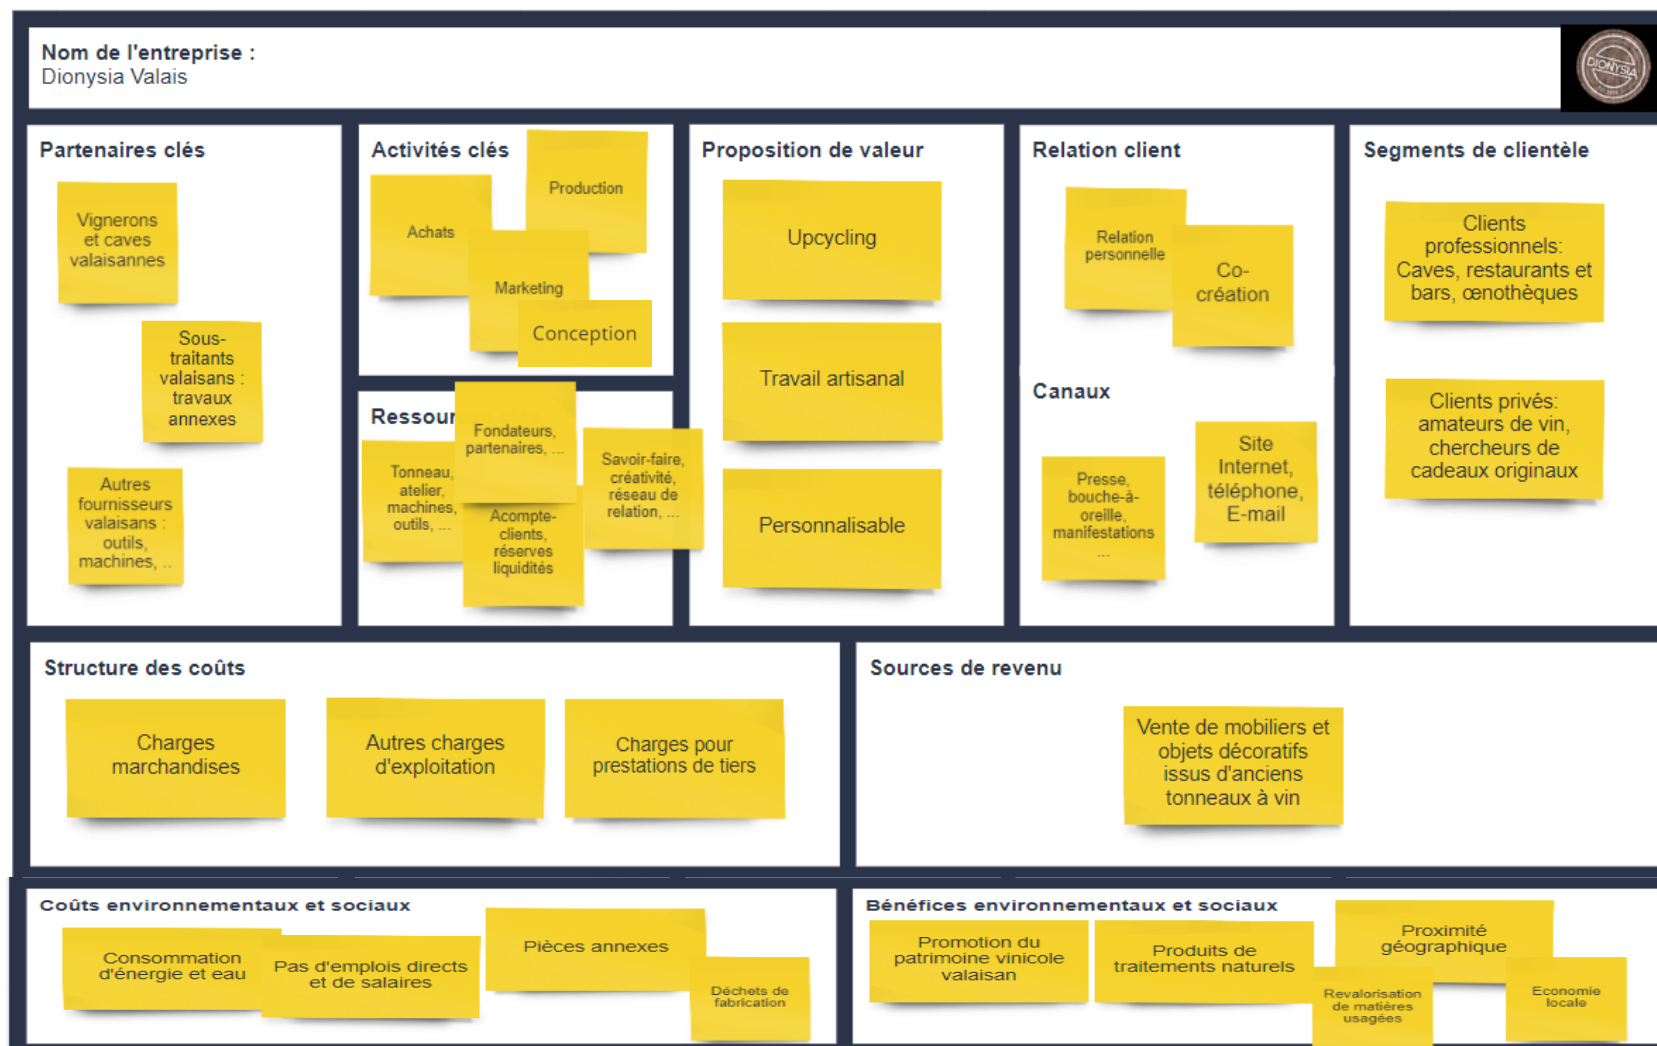 Nom de l'entreprise :
Dionysia Valais
DIONYSIA
Partenaires clés
Vignerons
et caves
valaisannes
Sous-
traitants
valaisans :
travaux
annexes
Autres
fournisseurs
valaisans :
outils,
machines, ..
Activités clés
Production
Achats
Marketing
Conception
Ressour
Fondateurs,
partenaires, ...
Tonneau,
atelier,
machines,
outils, ...
Savoir-faire,
créativité,
réseau de
relation, ...
Acompte-
clients,
réserves
liquidités
Proposition de valeur
Upcycling
Travail artisanal
Personnalisable
Relation client
Relation
personnelle
Co-
création
Canaux
Presse,
bouche-à-
oreille,
manifestations
...
Site
Internet,
téléphone,
E-mail
Segments de clientèle
Clients
professionnels:
Caves, restaurants et
bars, œnothèques
Clients privés:
amateurs de vin,
chercheurs de
cadeaux originaux
Structure des coûts
Charges
marchandises
Autres charges
d'exploitation
Charges pour
prestations de tiers
Sources de revenu
Vente de mobiliers et
objets décoratifs
issus d'anciens
tonneaux à vin
Coûts environnementaux et sociaux
Consommation
d'énergie et eau
Pas d'emplois directs
et de salaires
Pièces annexes
Déchets de
fabrication
Bénéfices environnementaux et sociaux
Promotion du
patrimoine vinicole
valaisan
Produits de
traitements naturels
Proximité
géographique
Revalorisation
de matières
usagées
Economie
locale